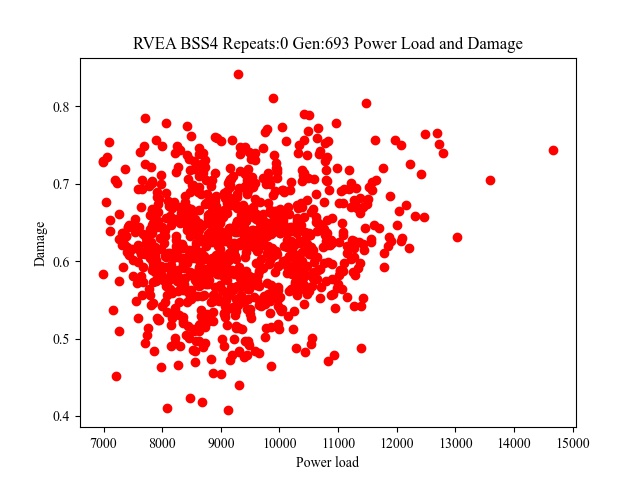 RVEA BSS4 Repeats:0 Gen:693 Power Load and Damage
0.8
0.7
0.6
0.5
0.4
Damage
7000 8000 9000 10000 11000 12000 13000 14000 15000
Power load